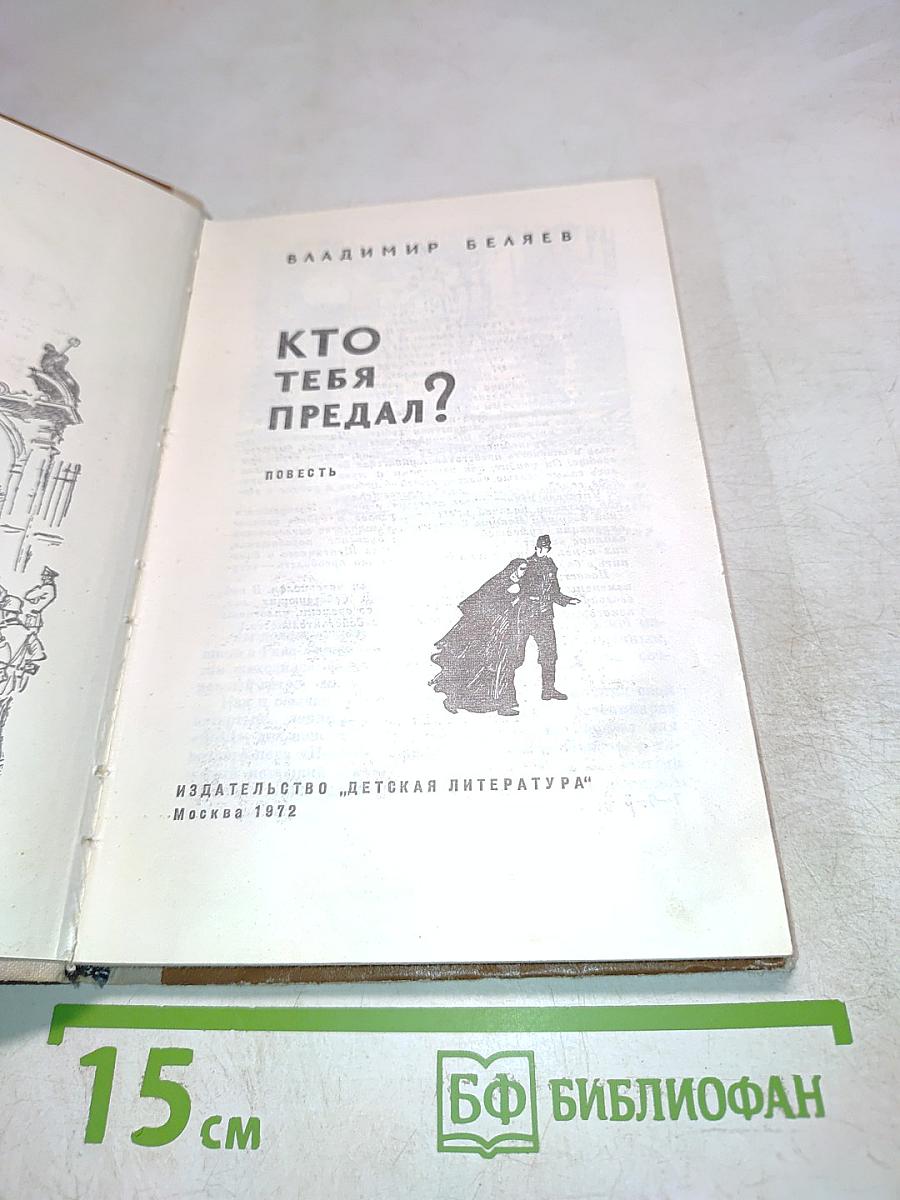 ВЛАДИМИР БЕЛЯЕВ
КТО
ТЕБЯ
ПРЕДАЛ?
ПОВЕСТЬ
ИЗДАТЕЛЬСТВО „ДЕТСКАЯ ЛИТЕРАТУРА“
Москва 1972
15 см
БФ БИБЛИОФАН